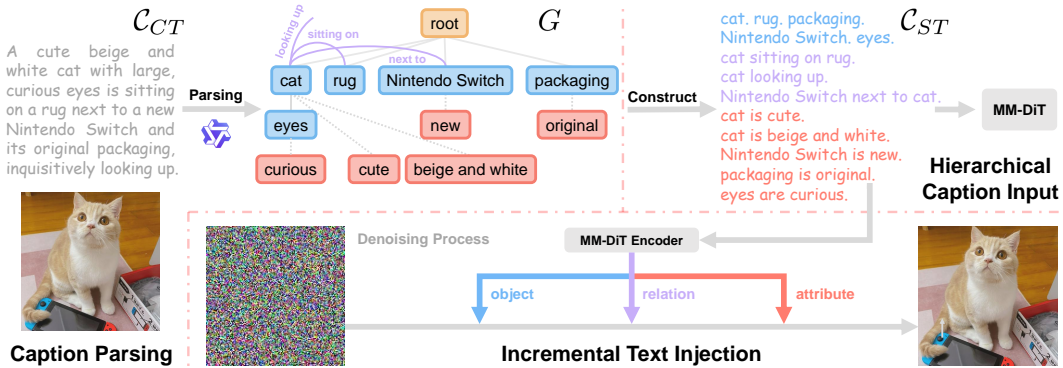 C_CT
A cute beige and
white cat with large,
curious eyes is sitting
on a rug next to a new
Nintendo Switch and
its original packaging,
inquisitively looking up.
Caption Parsing
Parsing
G
root
looking up
sitting on
next to
cat
rug
Nintendo Switch
packaging
eyes
new
original
curious
cute
beige and white
Construct
C_ST
cat. rug. packaging.
Nintendo Switch. eyes.
cat sitting on rug.
cat looking up.
Nintendo Switch next to cat.
cat is cute.
cat is beige and white.
Nintendo Switch is new.
packaging is original.
eyes are curious.
MM-DiT
Hierarchical
Caption Input
Denoising Process
MM-DiT Encoder
object
relation
attribute
Incremental Text Injection